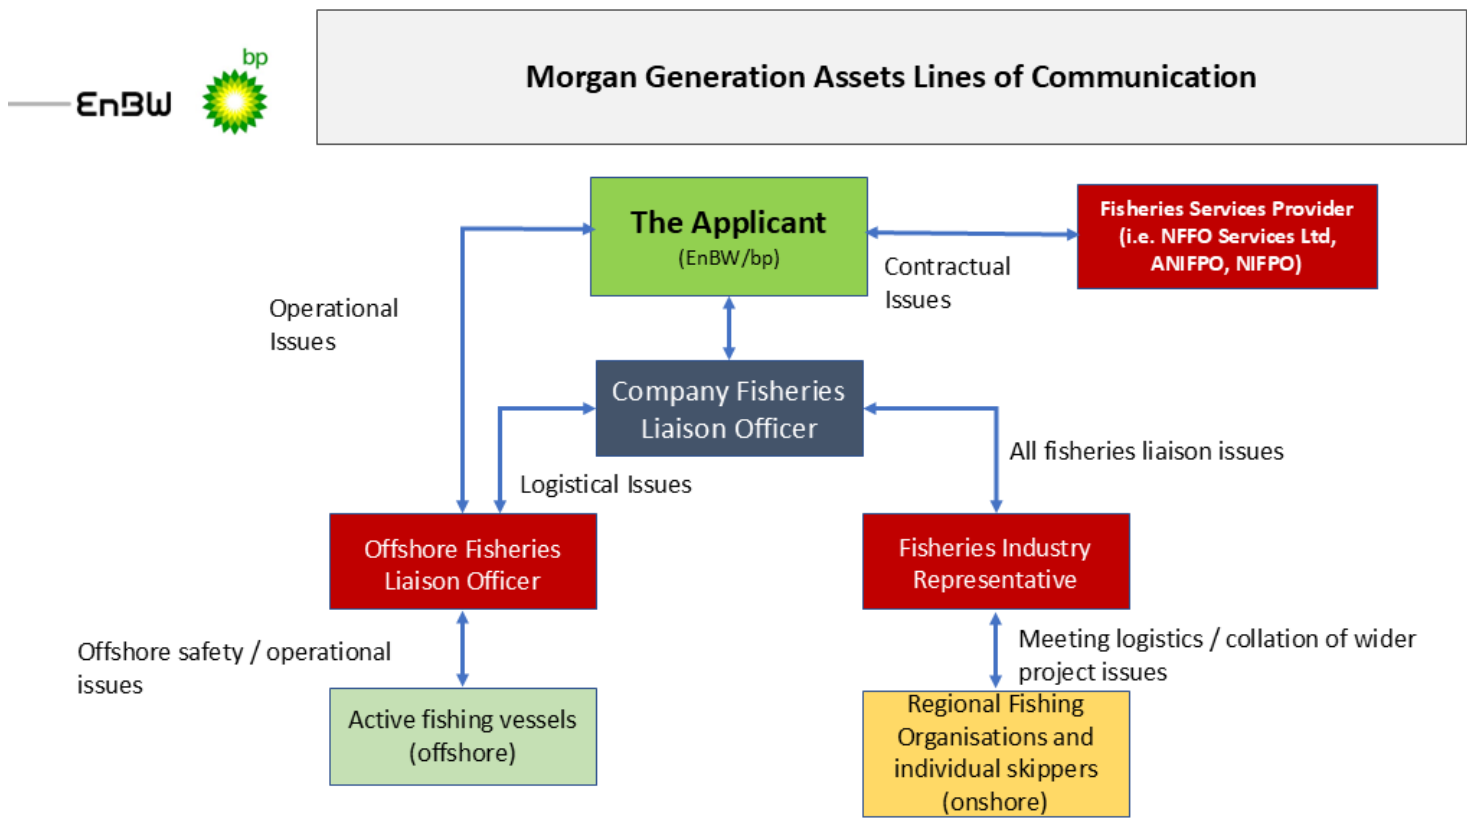 bp
EnBW
Morgan Generation Assets Lines of Communication
The Applicant
(EnBW/bp)
Fisheries Services Provider
(i.e. NFFO Services Ltd,
ANIFPO, NIFPO)
Contractual
Issues
Operational
Issues
Company Fisheries
Liaison Officer
All fisheries liaison issues
Logistical Issues
Offshore Fisheries
Liaison Officer
Fisheries Industry
Representative
Offshore safety / operational
issues
Meeting logistics / collation of wider
project issues
Active fishing vessels
(offshore)
Regional Fishing
Organisations and
individual skippers
(onshore)